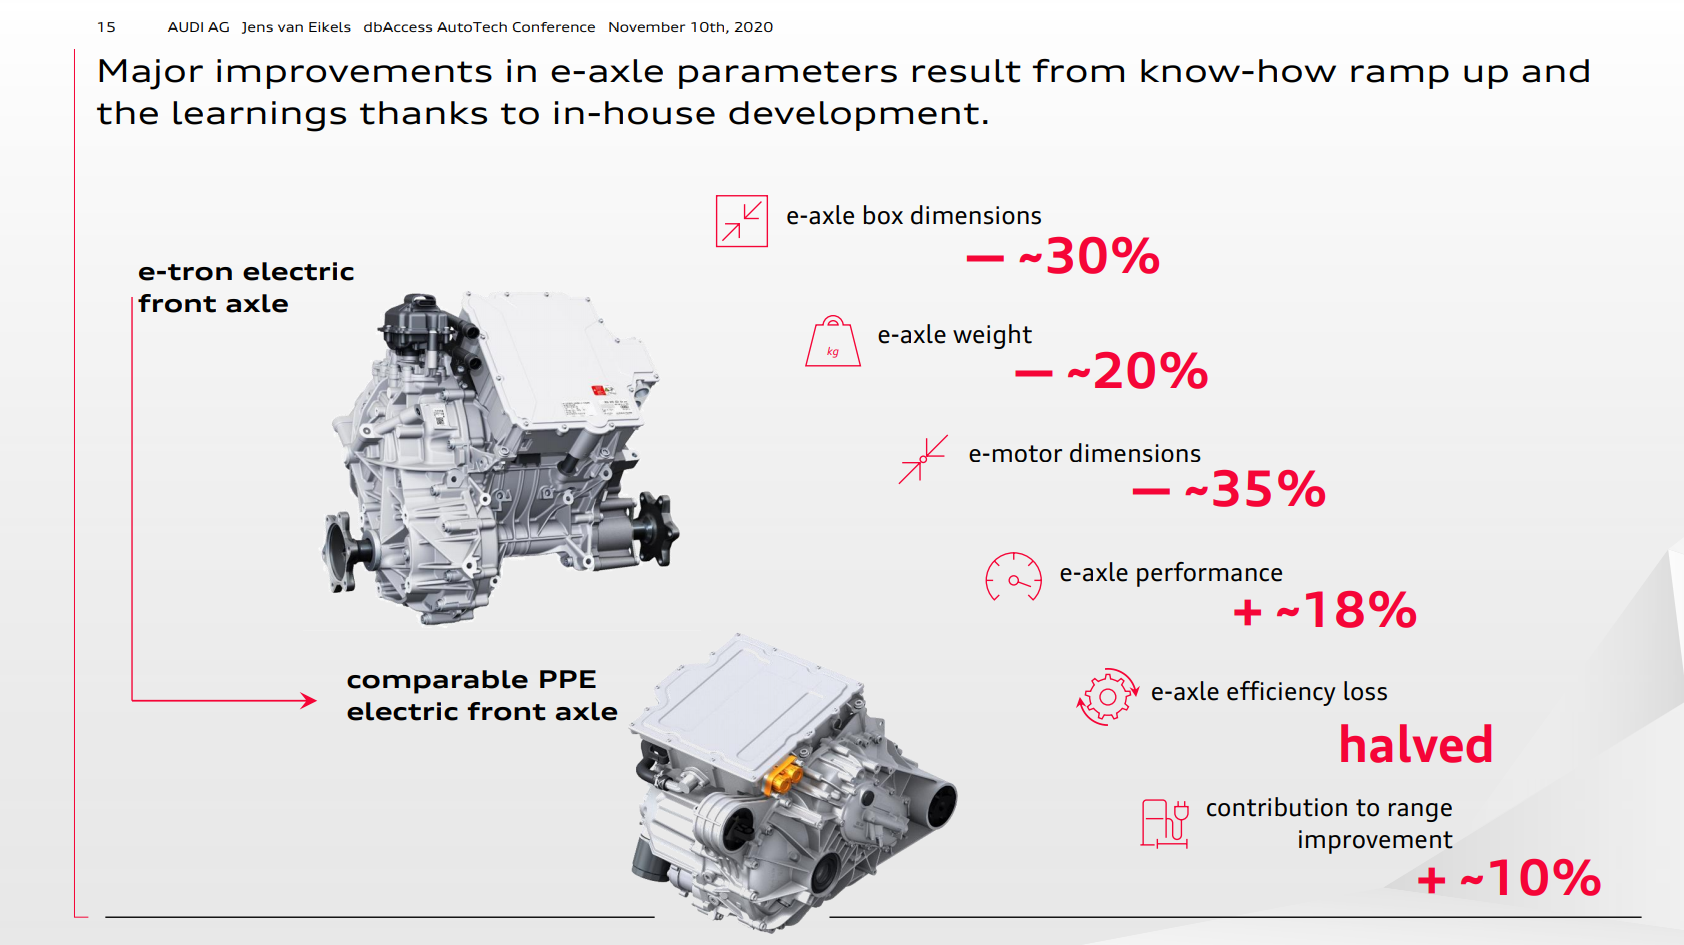 15 AUDI AG Jens van Eikels dbAccess AutoTech Conference November 10th, 2020
Major improvements in e-axle parameters result from know-how ramp up and
the learnings thanks to in-house development.
e-axle box dimensions
— ~30%
e-tron electric
front axle
kg
e-axle weight
— ~20%
e-motor dimensions
— ~35%
e-axle performance
+ ~18%
comparable PPE
electric front axle
e-axle efficiency loss
halved
contribution to range
improvement
+ ~10%